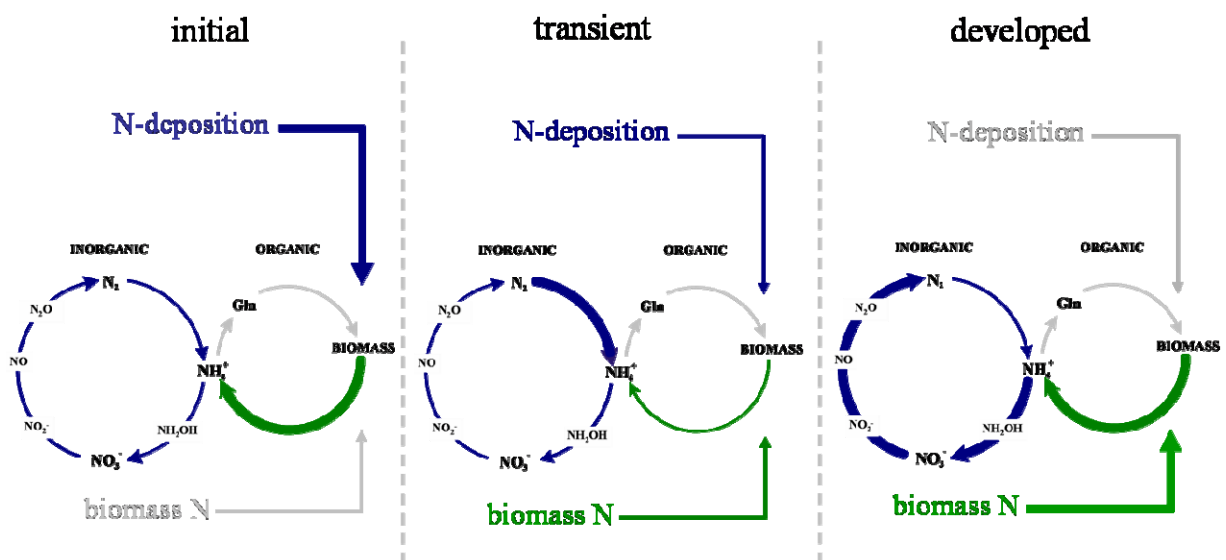 initial
transient
developed
N-deposition
N-deposition
N-deposition
INORGANIC
ORGANIC
INORGANIC
ORGANIC
INORGANIC
ORGANIC
N₂
Gln
N₂O
BIOMASS
NO
NH₄⁺
NO₂⁻
NH₂OH
NO₃⁻
biomass N
N₂
Gln
N₂O
BIOMASS
NO
NH₄⁺
NO₂⁻
NH₂OH
NO₃⁻
biomass N
N₂
Gln
N₂O
BIOMASS
NO
NH₄⁺
NO₂⁻
NH₂OH
NO₃⁻
biomass N